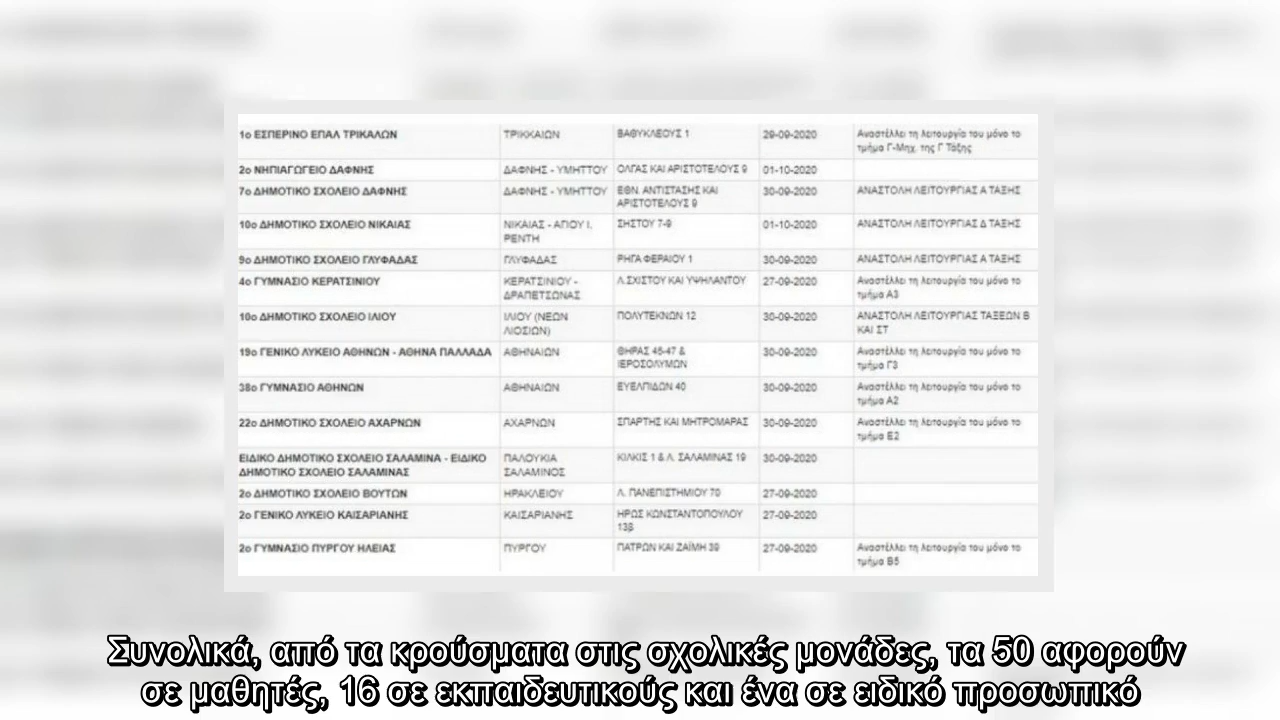 1ο ΕΣΠΕΡΙΝΟ ΕΠΑΛ ΤΡΙΚΑΛΩΝ ΤΡΙΚΚΑΙΩΝ ΒΑΘΥΚΛΕΟΥΣ 1 29-09-2020 Αναστέλλει τη λειτουργία του μόνο το
τμήμα Γ-Μηχ. της Γ Τάξης
2ο ΝΗΠΙΑΓΩΓΕΙΟ ΔΑΦΝΗΣ ΔΑΦΝΗΣ - ΥΜΗΤΤΟΥ ΟΛΓΑΣ ΚΑΙ ΑΡΙΣΤΟΤΕΛΟΥΣ 9 01-10-2020
7ο ΔΗΜΟΤΙΚΟ ΣΧΟΛΕΙΟ ΔΑΦΝΗΣ ΔΑΦΝΗΣ - ΥΜΗΤΤΟΥ ΕΘΝ. ΑΝΤΙΣΤΑΣΗΣ ΚΑΙ 30-09-2020 ΑΝΑΣΤΟΛΗ ΛΕΙΤΟΥΡΓΙΑΣ Α ΤΑΞΗΣ
ΑΡΙΣΤΟΤΕΛΟΥΣ 9
10ο ΔΗΜΟΤΙΚΟ ΣΧΟΛΕΙΟ ΝΙΚΑΙΑΣ ΝΙΚΑΙΑΣ - ΑΓΙΟΥ Ι. ΣΗΣΤΟΥ 7-9 01-10-2020 ΑΝΑΣΤΟΛΗ ΛΕΙΤΟΥΡΓΙΑΣ Δ ΤΑΞΗΣ
ΡΕΝΤΗ
9ο ΔΗΜΟΤΙΚΟ ΣΧΟΛΕΙΟ ΓΛΥΦΑΔΑΣ ΓΛΥΦΑΔΑΣ ΡΗΓΑ ΦΕΡΑΙΟΥ 1 30-09-2020 ΑΝΑΣΤΟΛΗ ΛΕΙΤΟΥΡΓΙΑΣ Α ΤΑΞΗΣ
4ο ΓΥΜΝΑΣΙΟ ΚΕΡΑΤΣΙΝΙΟΥ ΚΕΡΑΤΣΙΝΙΟΥ - Λ.ΣΧΙΣΤΟΥ ΚΑΙ ΥΨΗΛΑΝΤΟΥ 27-09-2020 Αναστέλλει τη λειτουργία του μόνο το
ΔΡΑΠΕΤΣΩΝΑΣ τμήμα Α3
10ο ΔΗΜΟΤΙΚΟ ΣΧΟΛΕΙΟ ΙΛΙΟΥ ΙΛΙΟΥ (ΝΕΩΝ ΠΟΛΥΤΕΚΝΩΝ 12 30-09-2020 ΑΝΑΣΤΟΛΗ ΛΕΙΤΟΥΡΓΙΑΣ ΤΑΞΕΩΝ Β
ΛΙΟΣΙΩΝ) ΚΑΙ ΣΤ
19ο ΓΕΝΙΚΟ ΛΥΚΕΙΟ ΑΘΗΝΩΝ - ΑΘΗΝΑ ΠΑΛΛΑΔΑ ΑΘΗΝΑΙΩΝ ΘΗΡΑΣ 45-47 & 30-09-2020 Αναστέλλει τη λειτουργία του μόνο το
ΙΕΡΟΣΟΛΥΜΩΝ τμήμα Γ3
38ο ΓΥΜΝΑΣΙΟ ΑΘΗΝΩΝ ΑΘΗΝΑΙΩΝ ΕΥΕΛΠΙΔΩΝ 40 30-09-2020 Αναστέλλει τη λειτουργία του μόνο το
τμήμα Α2
22ο ΔΗΜΟΤΙΚΟ ΣΧΟΛΕΙΟ ΑΧΑΡΝΩΝ ΑΧΑΡΝΩΝ ΣΠΑΡΤΗΣ ΚΑΙ ΜΗΤΡΟΜΑΡΑΣ 30-09-2020 Αναστέλλει τη λειτουργία του μόνο το
τμήμα Ε2
ΕΙΔΙΚΟ ΔΗΜΟΤΙΚΟ ΣΧΟΛΕΙΟ ΣΑΛΑΜΙΝΑ - ΕΙΔΙΚΟ ΠΑΛΟΥΚΙΑ ΚΙΛΚΙΣ 1 & Λ. ΣΑΛΑΜΙΝΑΣ 19 30-09-2020
ΔΗΜΟΤΙΚΟ ΣΧΟΛΕΙΟ ΣΑΛΑΜΙΝΑΣ ΣΑΛΑΜΙΝΟΣ
2ο ΔΗΜΟΤΙΚΟ ΣΧΟΛΕΙΟ ΒΟΥΤΩΝ ΗΡΑΚΛΕΙΟΥ Λ. ΠΑΝΕΠΙΣΤΗΜΙΟΥ 70 27-09-2020
2ο ΓΕΝΙΚΟ ΛΥΚΕΙΟ ΚΑΙΣΑΡΙΑΝΗΣ ΚΑΙΣΑΡΙΑΝΗΣ ΗΡΩΣ ΚΩΝΣΤΑΝΤΟΠΟΥΛΟΥ 27-09-2020
13β
2ο ΓΥΜΝΑΣΙΟ ΠΥΡΓΟΥ ΗΛΕΙΑΣ ΠΥΡΓΟΥ ΠΑΤΡΩΝ ΚΑΙ ΖΑΪΜΗ 39 27-09-2020 Αναστέλλει τη λειτουργία του μόνο το
τμήμα Β5
Συνολικά, από τα κρούσματα στις σχολικές μονάδες, τα 50 αφορούν
σε μαθητές, 16 σε εκπαιδευτικούς και ένα σε ειδικό προσωπικό